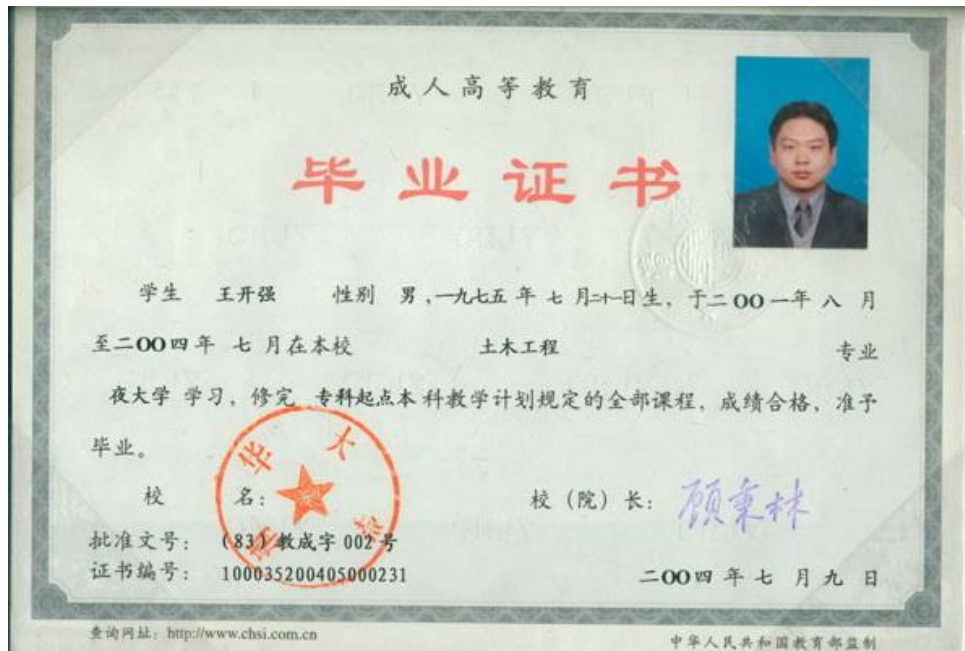 成人高等教育
毕业证书
学生 王开强 性别 男,一九七五年 七 月二十一日生,于二OO一年 八 月
至二OO四年 七 月在本校 土木工程 专业
夜大学 学习,修完 专科起点本科教学计划规定的全部课程,成绩合格,准予
毕业。
清华大学
校 名: 校(院)长: 顾秉林
批准文号: (83)教成字 002 号
证书编号: 100035200405000231 二OO四年七 月九 日
查询网址:http://www.chsi.com.cn 中华人民共和国教育部监制